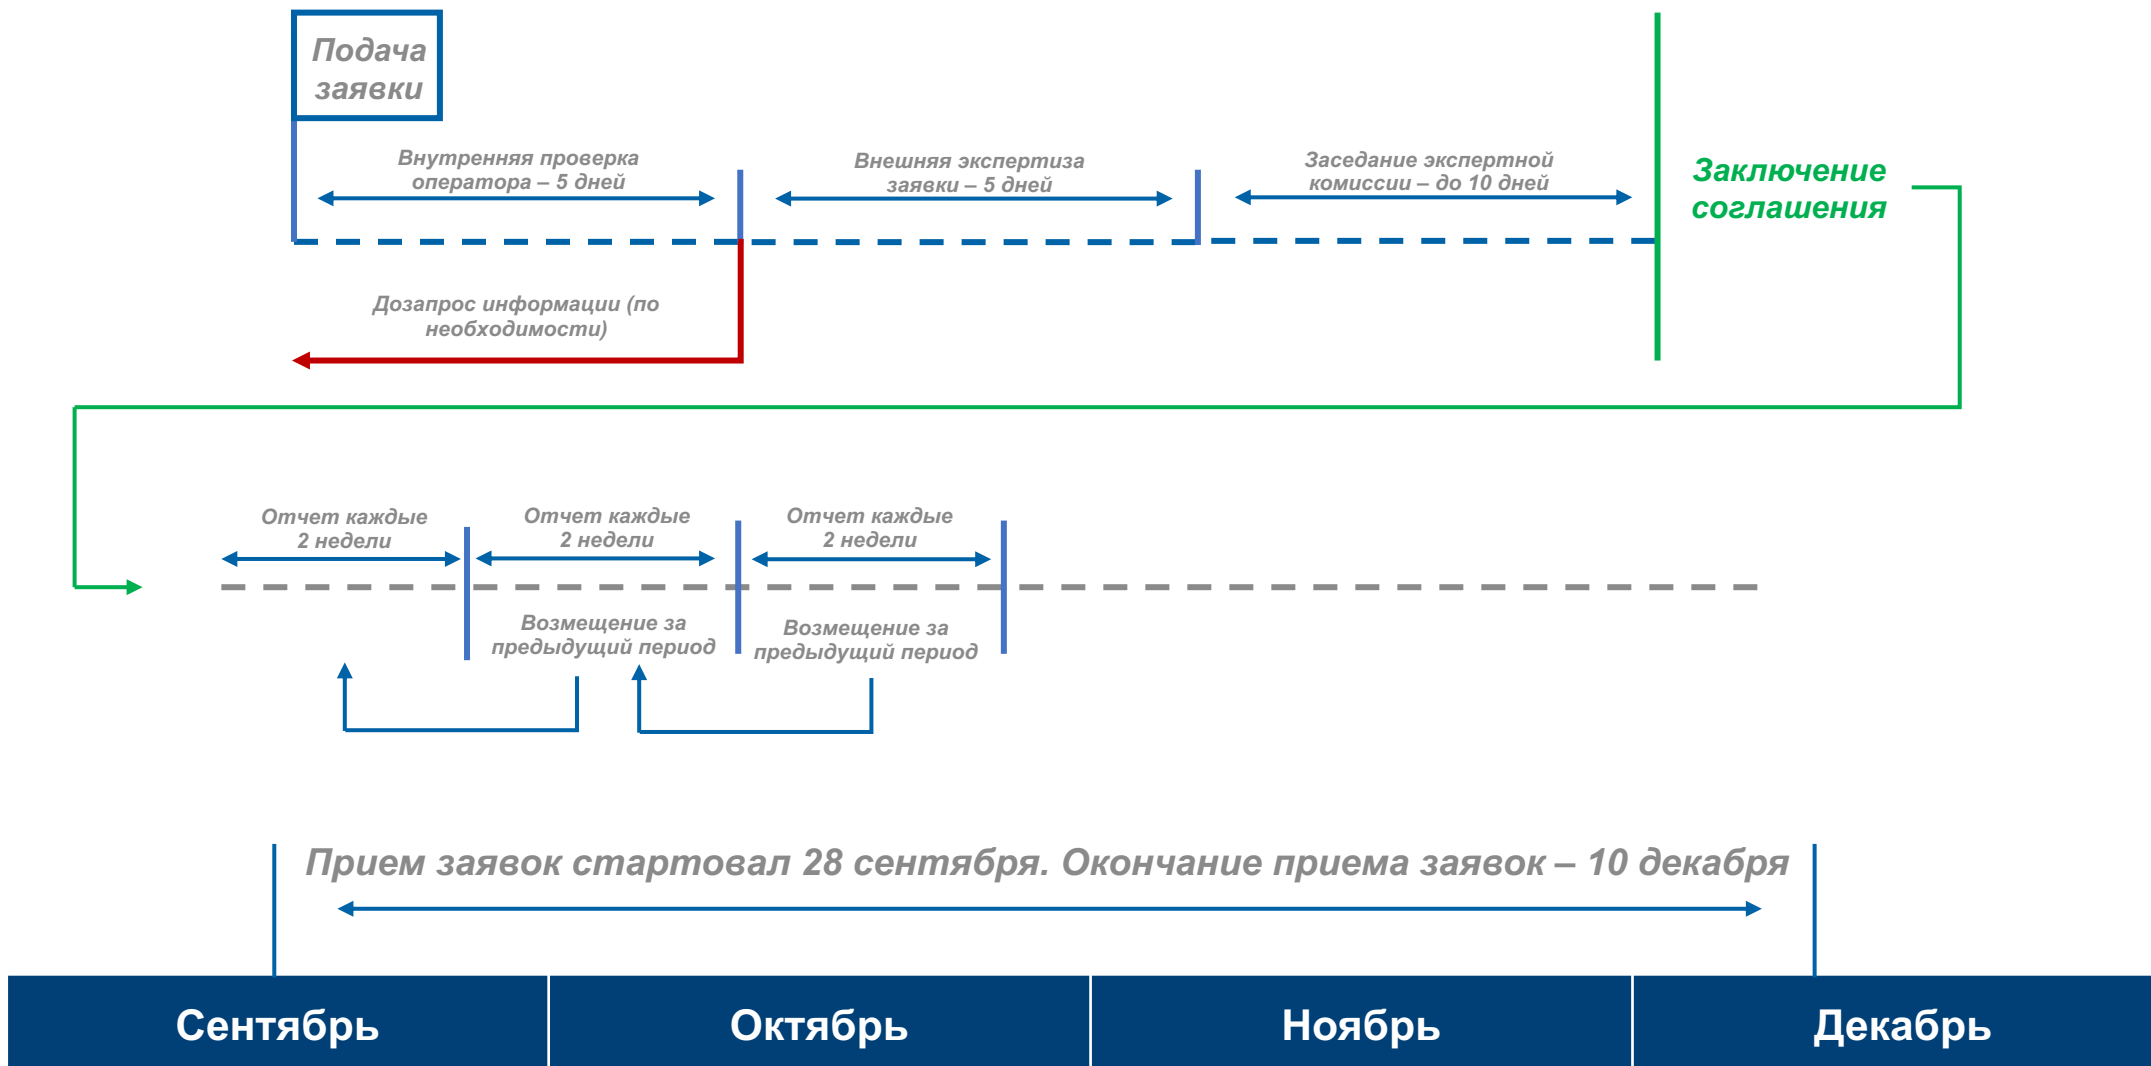 Подача
заявки
Внутренняя проверка
оператора – 5 дней
Внешняя экспертиза
заявки – 5 дней
Заседание экспертной
комиссии – до 10 дней
Заключение
соглашения
Дозапрос информации (по
необходимости)
Отчет каждые
2 недели
Отчет каждые
2 недели
Отчет каждые
2 недели
Возмещение за
предыдущий период
Возмещение за
предыдущий период
Прием заявок стартовал 28 сентября. Окончание приема заявок – 10 декабря
Сентябрь
Октябрь
Ноябрь
Декабрь